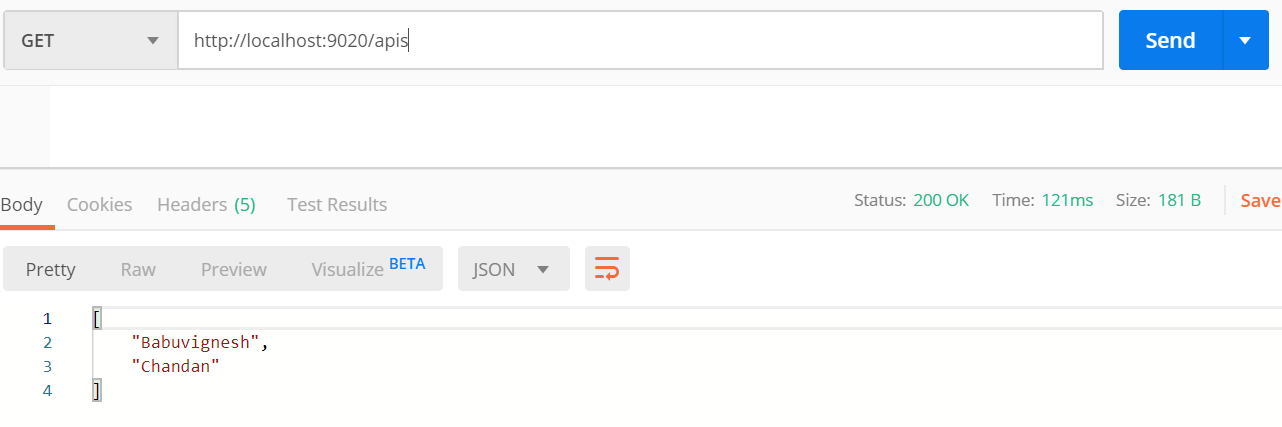 GET http://localhost:9020/apis Send
Body Cookies Headers (5) Test Results Status: 200 OK Time: 121ms Size: 181 B Save
Pretty Raw Preview Visualize BETA JSON
1 [
2 "Babuvignesh",
3 "Chandan"
4 ]